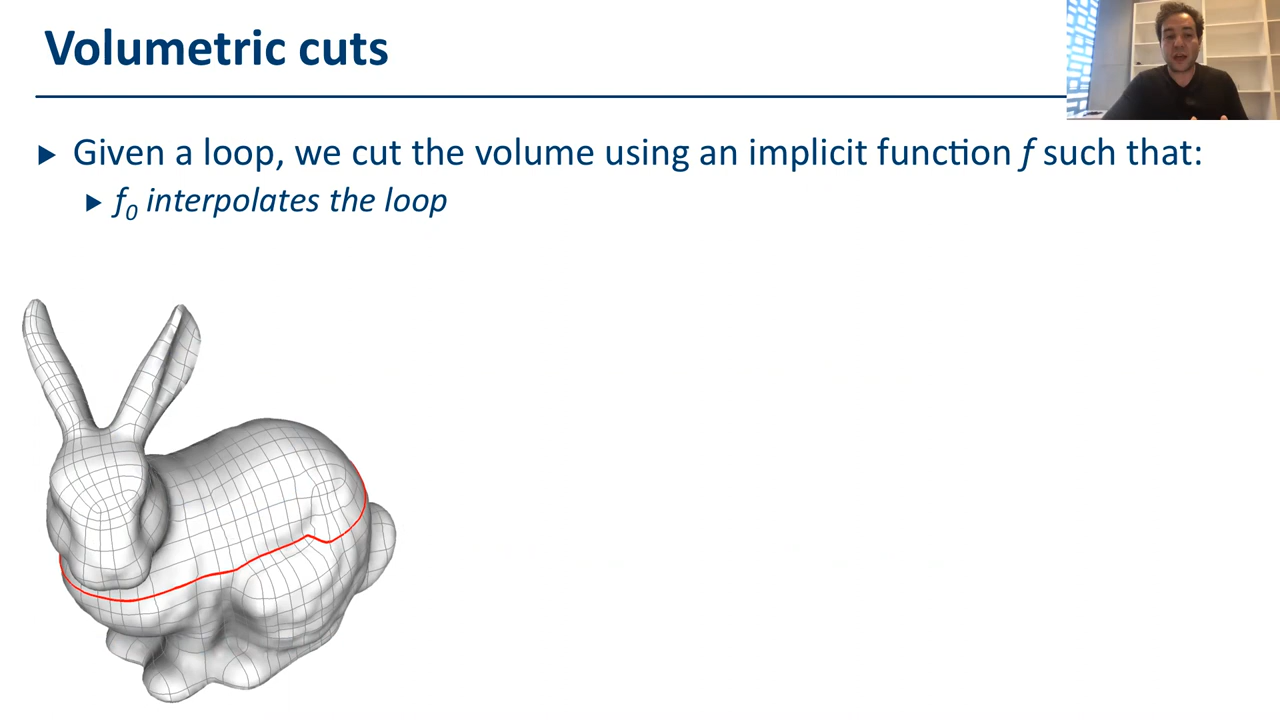 Volumetric cuts
Given a loop, we cut the volume using an implicit function f such that:
f0 interpolates the loop